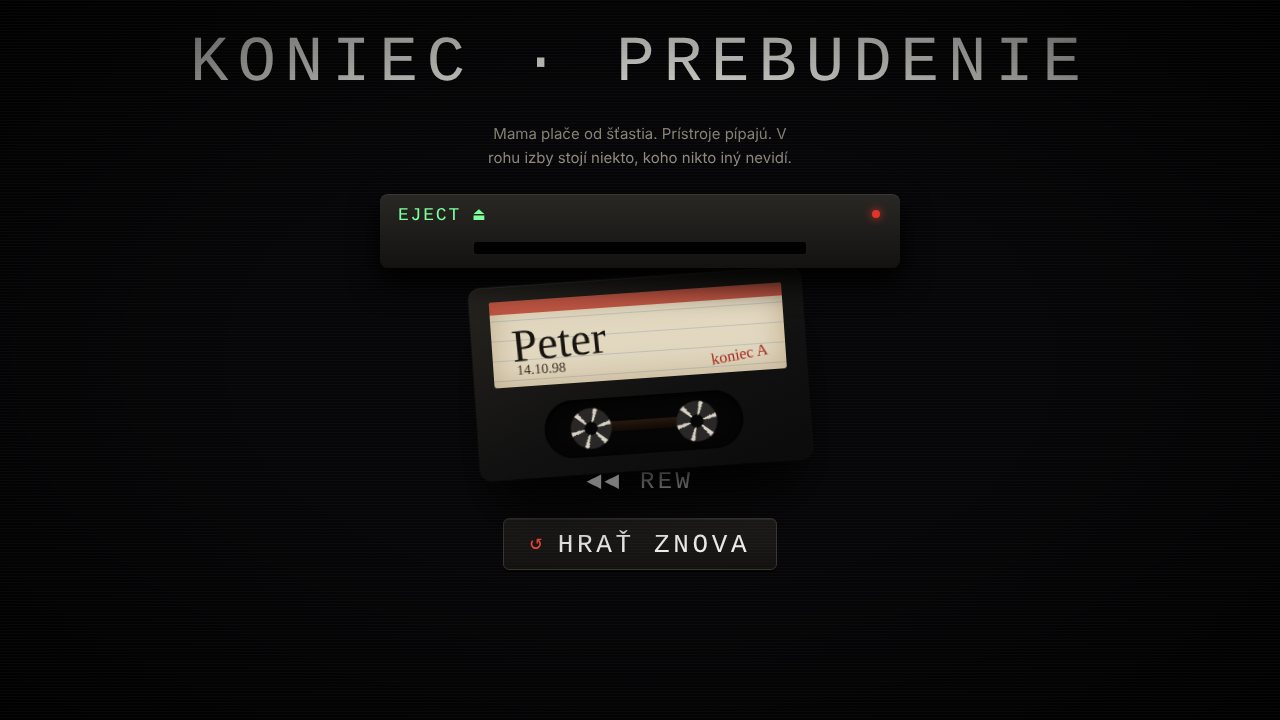 KONIEC · PREBUDENIE
Mama plače od šťastia. Prístroje pípajú. V
rohu izby stojí niekto, koho nikto iný nevidí.
EJECT ⏏
Peter
14.10.98
koniec A
◀◀ REW
↺ HRAŤ ZNOVA